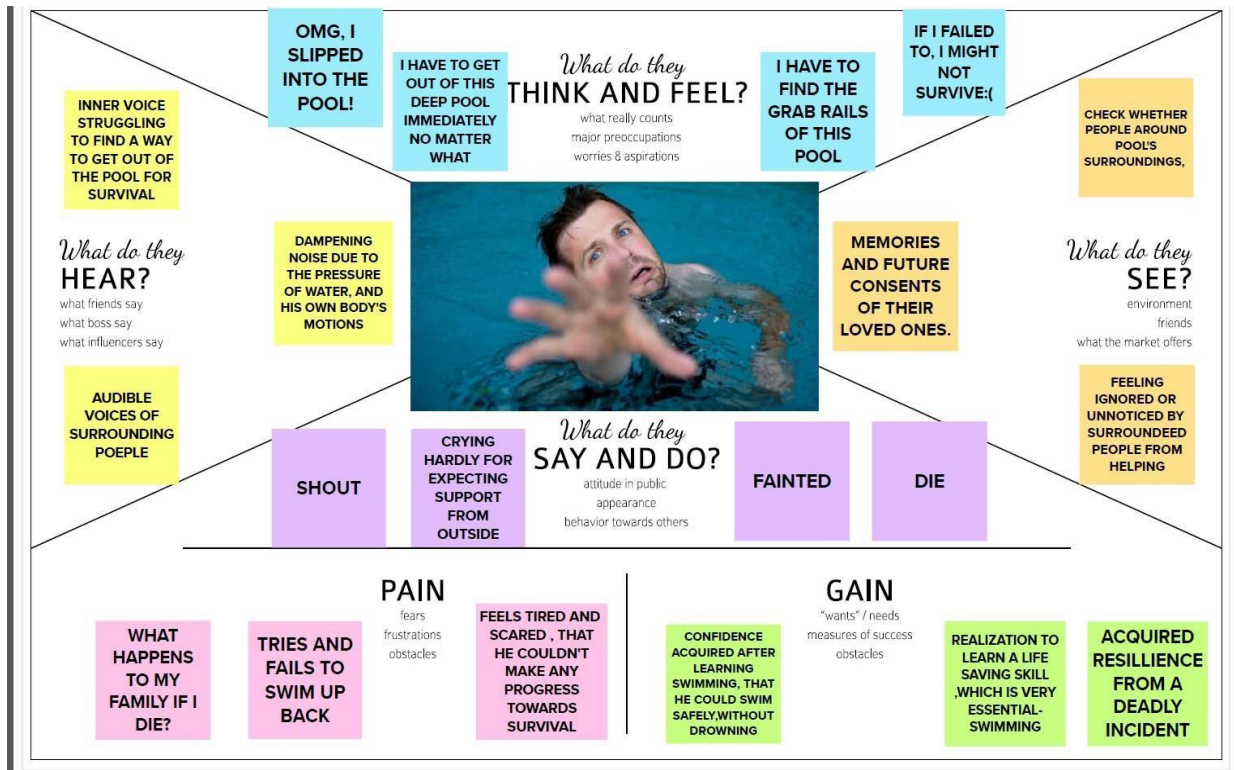 OMG, I
SLIPPED
INTO THE
POOL!
I HAVE TO GET
OUT OF THIS
DEEP POOL
IMMEDIATELY
NO MATTER
WHAT
What do they
THINK AND FEEL?
what really counts
major preoccupations
worries & aspirations
I HAVE TO
FIND THE
GRAB RAILS
OF THIS
POOL
IF I FAILED
TO, I MIGHT
NOT
SURVIVE:(
INNER VOICE
STRUGGLING
TO FIND A WAY
TO GET OUT OF
THE POOL FOR
SURVIVAL
What do they
HEAR?
what friends say
what boss say
what influencers say
DAMPENING
NOISE DUE TO
THE PRESSURE
OF WATER, AND
HIS OWN BODY'S
MOTIONS
AUDIBLE
VOICES OF
SURROUNDING
POEPLE
CHECK WHETHER
PEOPLE AROUND
POOL'S
SURROUNDINGS,
MEMORIES
AND FUTURE
CONSENTS
OF THEIR
LOVED ONES.
What do they
SEE?
environment
friends
what the market offers
FEELING
IGNORED OR
UNNOTICED BY
SURROUNDEED
PEOPLE FROM
HELPING
SHOUT
CRYING
HARDLY FOR
EXPECTING
SUPPORT
FROM
OUTSIDE
What do they
SAY AND DO?
attitude in public
appearance
behavior towards others
FAINTED
DIE
PAIN
fears
frustrations
obstacles
WHAT
HAPPENS
TO MY
FAMILY IF I
DIE?
TRIES AND
FAILS TO
SWIM UP
BACK
FEELS TIRED AND
SCARED , THAT
HE COULDN'T
MAKE ANY
PROGRESS
TOWARDS
SURVIVAL
GAIN
"wants" / needs
measures of success
obstacles
CONFIDENCE
ACQUIRED AFTER
LEARNING
SWIMMING, THAT
HE COULD SWIM
SAFELY,WITHOUT
DROWNING
REALIZATION TO
LEARN A LIFE
SAVING SKILL
,WHICH IS VERY
ESSENTIAL-
SWIMMING
ACQUIRED
RESILLIENCE
FROM A
DEADLY
INCIDENT